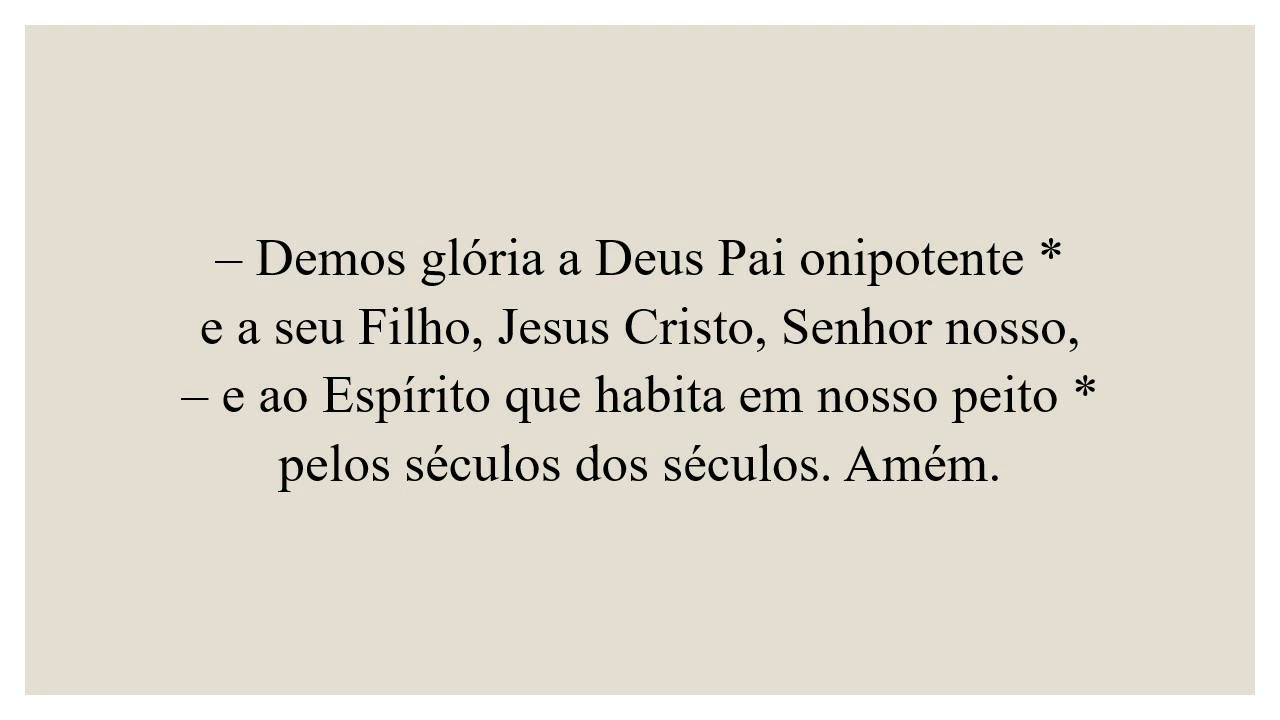 – Demos glória a Deus Pai onipotente *
e a seu Filho, Jesus Cristo, Senhor nosso,
– e ao Espírito que habita em nosso peito *
pelos séculos dos séculos. Amém.